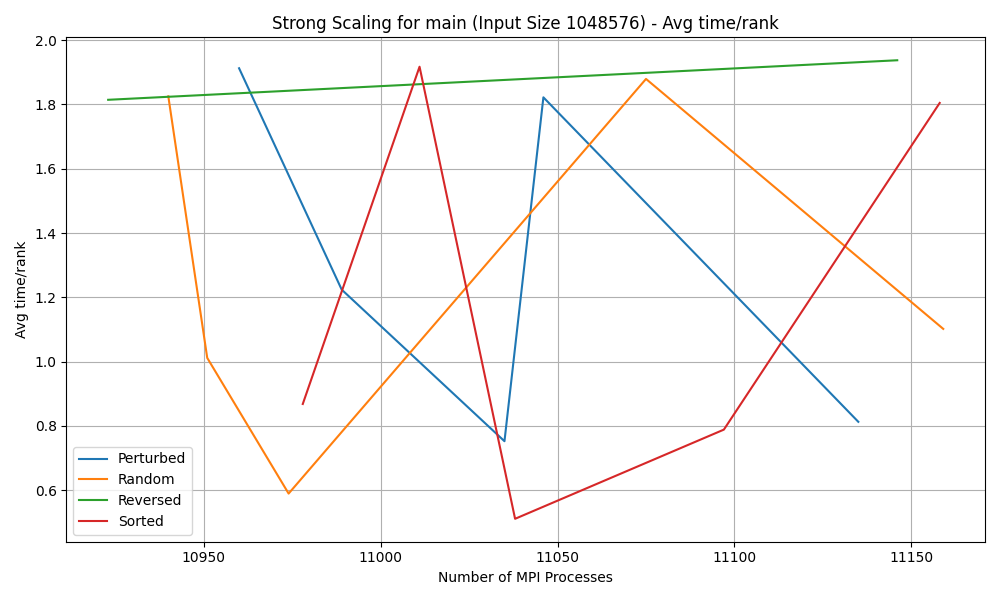 Strong Scaling for main (Input Size 1048576) - Avg time/rank
2.0
1.8
1.6
1.4
1.2
1.0
0.8
0.6
Avg time/rank
Perturbed
Random
Reversed
Sorted
10950 11000 11050 11100 11150
Number of MPI Processes